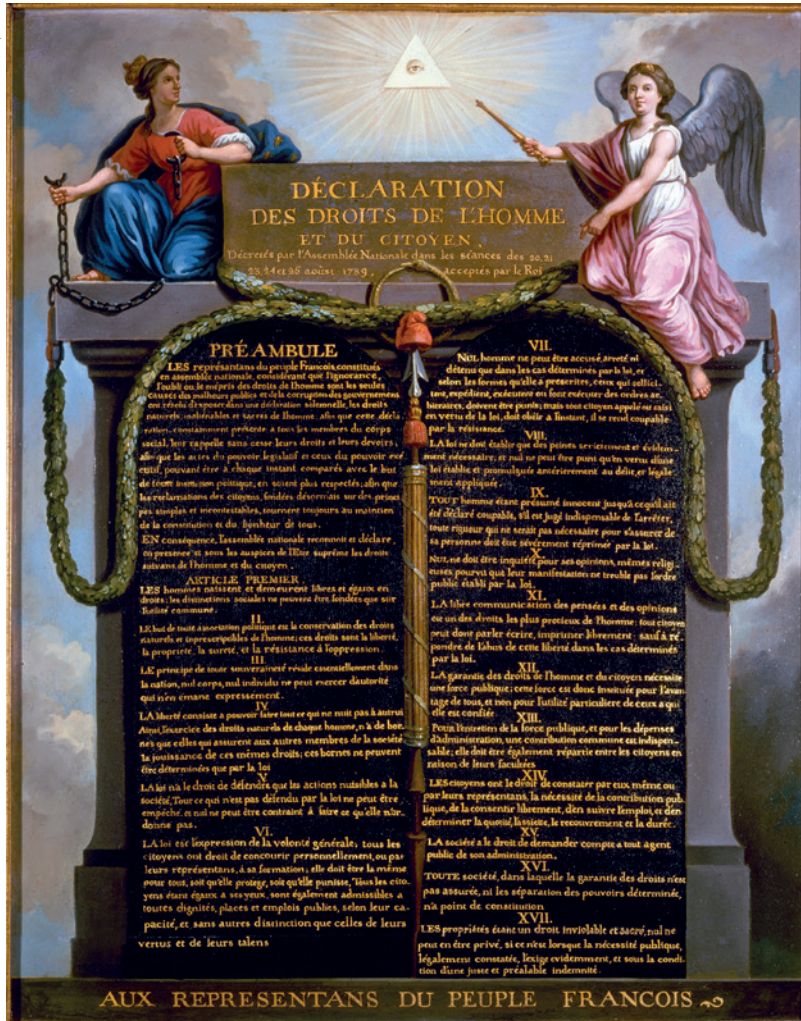 DÉCLARATION
DES DROITS DE L'HOMME
ET DU CITOYEN,
Décretés par l'Assemblée Nationale dans les séances des 20, 21
23, 24 et 26 août 1789, acceptés par le Roi
PRÉAMBULE
LES représentans du peuple François, constitués
en assemblée nationale, considérant que l'ignorance,
l'oubli ou le mépris des droits de l'homme sont les seules
causes des malheurs publics et de la corruption des gouvernemens
ont résolu d'exposer dans une déclaration solemnelle, les droits
naturels, inaliénables et sacrés de l'homme, afin que cette décla
ration, constamment présente à tous les membres du corps
social, leur rappelle sans cesse leurs droits et leurs devoirs,
afin que les actes du pouvoir législatif et ceux du pouvoir exé
cutif, pouvant être à chaque instant comparés avec le but
de toute institution politique, en soient plus respectés; afin que
les réclamations des citoyens, fondées désormais sur des principes
simples et incontestables, tournent toujours au maintien
de la constitution et du bonheur de tous.
EN conséquence, l'assemblée nationale reconnoit et déclare,
en presence et sous les auspices de l'Etre suprême les droits
suivans de l'homme et du citoyen.
ARTICLE PREMIER.
LES hommes naissent et demeurent libres et égaux en
droits; les distinctions sociales ne peuvent être fondées que sur
l'utilité commune.
II.
LE but de toute association politique est la conservation des droits
naturels et inprescriptibles de l'homme; ces droits sont la liberté,
la proprieté, la sureté, et la résistance à l'oppression.
III.
LE principe de toute souveraineté réside essentiellement dans
la nation, nul corps, nul individu ne peut exercer d'autorité
qui n'en émane expressément.
IV.
LA liberté consiste a pouvoir faire tout ce qui ne nuit pas à autrui
Ainsi, l'exercice des droits naturels de chaque homme, n'à de bor-
nes que celles qui assurent aux autres membres de la société
la jouissance de ces mêmes droits; ces bornes ne peuvent
être déterminées que par la loi
V.
LA loi n'a le droit de défendre que les actions nuisibles a la
société. Tout ce qui n'est pas défendu par la loi ne peut être
empéché, et nul ne peut être contraint à faire ce qu'elle n'or-
donne pas.
VI.
LA loi est l'expression de la volonté générale; tous les
citoyens ont droit de concourir personnellement, ou par
leurs représentans, à sa formation; elle doit être la même
pour tous, soit qu'elle protege, soit qu'elle punisse, Tous les cito-
yens étans égaux à ses yeux, sont également admissibles a
toutes dignités, places et emplois publics, selon leur ca-
pacité, et sans autres distinction que celles de leurs
vertus et de leurs talens
VII.
NUL homme ne peut être accusé, arreté ni
détenu que dans les cas déterminés par la loi, et
selon les formes qu'elle à prescrites, ceux qui sollici-
tent, expédient, exécutent ou font exécuter des ordres ar-
bitraires, doivent être punis; mais tout citoyen appelé ou saisi
en vertu de la loi, doit obéir a l'instant, il se rend coupable
par la résistance.
VIII.
LA loi ne doit établir que des peines strictement et évidem-
ment nécessaire, et nul ne peut être puni qu'en vertu d'une
loi établie et promulguée antérierement au délit, et légale-
ment appliquée.
IX.
TOUT homme étant présumé innocent jusqu'a ce qu'il ait
été déclaré coupable, s'il est jugé indispensable de l'arrêter,
toute rigueur qui ne serait pas nécessaire pour s'assurer de
sa personne doit être sévérement réprimée par la loi.
X.
NUL ne doit être inquiété pour ses opinions, mêmes religi-
euses pourvu que leur manifestation ne trouble pas l'ordre
public établi par la loi.
XI.
LA libre communication des pensées et des opinions
est un des droits les plus precieux de l'homme; tout citoyen
peut donc parler écrire, imprimer librement; sauf à ré
pondre de l'abus de cette liberté dans les cas déterminés
par la loi.
XII.
LA garantie des droits de l'homme et du citoyen nécessite
une force publique; cette force est donc instituée pour l'avan-
tage de tous, et non pour l'utilité particuliere de ceux a qui
elle est confiée.
XIII.
Pour l'entretien de la force publique, et pour les dépenses
d'administration, une contribution commune est indispen-
sable; elle doit être également répartie entre les citoyens en
raison de leurs facultées
XIV.
LES citoyens ont le droit de constater par eux même ou
par leurs représentans, la nécessité de la contribution pub-
lique, de la consentir librement, d'en suivre l'emploi, et d'en
déterminer la quotité, l'assiette, le recouvrement et la durée.
XV.
LA société a le droit de demander compte a tout agent
public de son administration.
XVI.
TOUTE société, dans laquelle la garantie des droits n'est
pas assurée, ni les séparation des pouvoirs déterminée,
n'a point de constitution
XVII.
LES propriétés étant un droit inviolable et sacré, nul ne
peut en être privé, si ce n'est lorsque la nécessité publique,
légalement constatée, l'exige evidemment, et sous la condi-
tion d'une juste et préalable indemnité.
AUX REPRESENTANS DU PEUPLE FRANCOIS